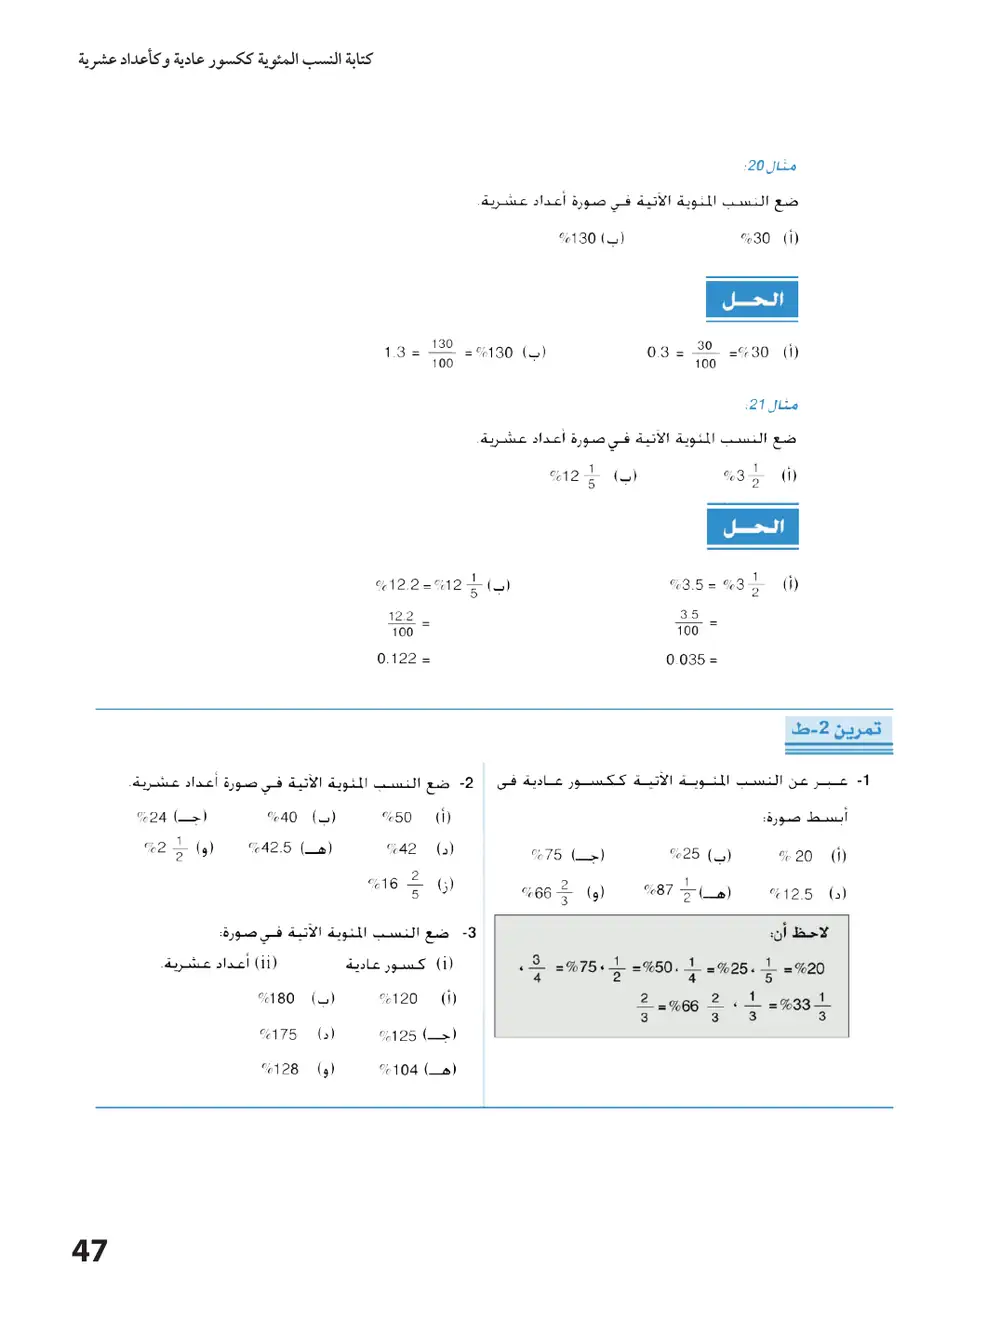 كتابة النسب المئوية ككسور عادية وكأعداد عشرية
مثال 20:
ضع النسب المئوية الآتية في صورة أعداد عشرية.
(أ) 30% (ب) 130%
الحــل
(أ) 30% = 30/100 = 0.3 (ب) 130% = 130/100 = 1.3
مثال 21:
ضع النسب المئوية الآتية في صورة أعداد عشرية.
(أ) 3 1/2% (ب) 12 1/5%
الحــل
(أ) 3 1/2% = 3.5% (ب) 12 1/5% = 12.2%
= 3.5/100 = 12.2/100
= 0.035 = 0.122
تمرين 2-ط
1- عبر عن النسب المئوية الآتية ككسور عادية في
أبسط صورة:
(أ) 20% (ب) 25% (جـ) 75%
(د) 12.5% (هـ) 87 1/2% (و) 66 2/3%
لاحظ أن:
20% = 1/5، 25% = 1/4، 50% = 1/2، 75% = 3/4،
33 1/3% = 1/3، 66 2/3% = 2/3
2- ضع النسب المئوية الآتية في صورة أعداد عشرية.
(أ) 50% (ب) 40% (جـ) 24%
(د) 42% (هـ) 42.5% (و) 2 1/2%
(ز) 16 2/5%
3- ضع النسب المئوية الآتية في صورة:
(i) كسور عادية (ii) أعداد عشرية.
(أ) 120% (ب) 180%
(جـ) 125% (د) 175%
(هـ) 104% (و) 128%
47